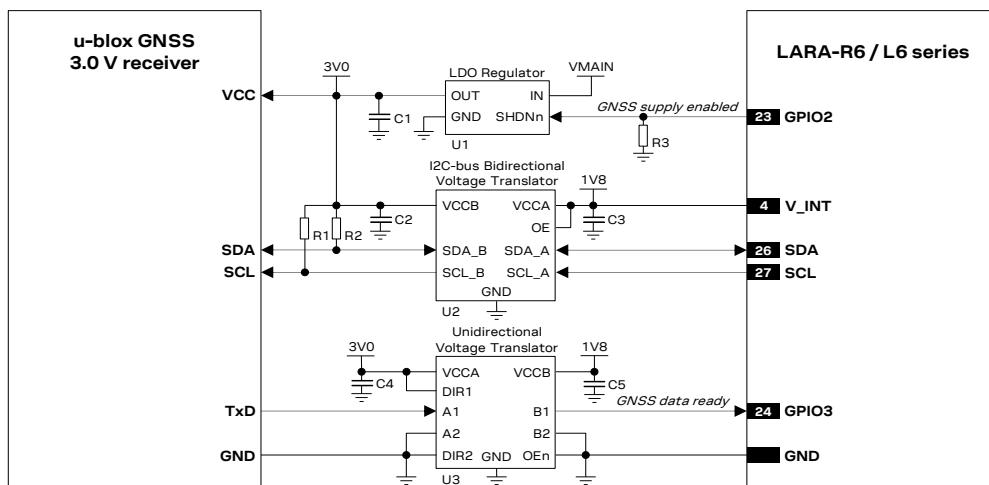 u-blox GNSS
3.0 V receiver
LARA-R6 / L6 series
3V0
LDO Regulator
VMAIN
VCC
OUT
IN
GNSS supply enabled
C1
GND
SHDNn
23
GPIO2
U1
R3
I2C-bus Bidirectional
Voltage Translator
1V8
VCCB
VCCA
4
V_INT
C2
OE
C3
R1
R2
SDA
SDA_B
SDA_A
26
SDA
SCL
SCL_B
SCL_A
27
SCL
GND
U2
Unidirectional
Voltage Translator
3V0
1V8
VCCA
VCCB
C4
DIR1
C5
GNSS data ready
TxD
A1
B1
24
GPIO3
A2
B2
GND
DIR2
GND
OEn
GND
U3